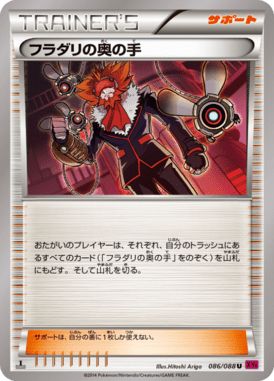 TRAINER'S
サポート
フラダリの奥の手
おたがいのプレイヤーは、それぞれ、自分のトラッシュに
あるすべてのカード(「フラダリの奥の手」をのぞく)を山札
にもどす。そして山札を切る。
サポートは、自分の番に1枚しか使えない。
Illus.Hitoshi Ariga
086/088 U
©2014 Pokémon/Nintendo/Creatures/GAME FREAK.